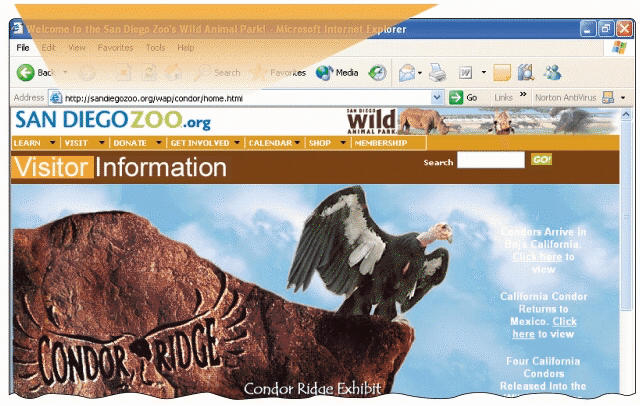 Welcome to the San Diego Zoo's Wild Animal Park! - Microsoft Internet Explorer
File Edit View Favorites Tools Help
Back Search Favorites Media
Address http://sandiegozoo.org/wap/condor/home.html Go Links » Norton AntiVirus
SAN DIEGO ZOO.org
SAN DIEGO
wild
ANIMAL PARK
LEARN VISIT DONATE GET INVOLVED CALENDAR SHOP MEMBERSHIP
Visitor Information
Search GO!
Condors Arrive in
Baja California.
Click here to
view
California Condor
Returns to
Mexico. Click
here to view
Four California
Condors
Released Into the
CONDOR RIDGE
Condor Ridge Exhibit